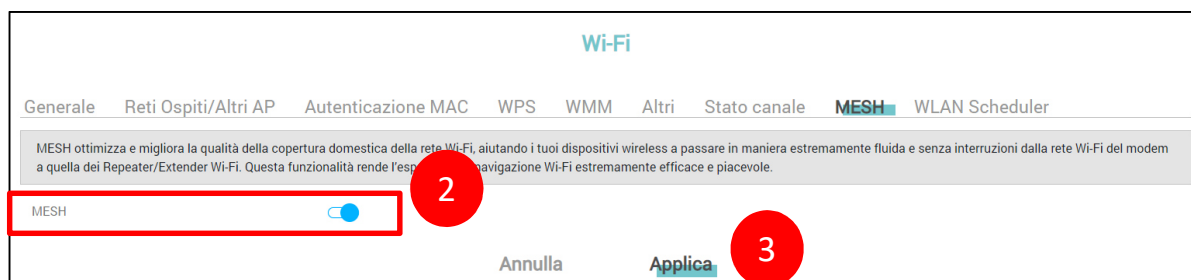 Wi-Fi
Generale Reti Ospiti/Altri AP Autenticazione MAC WPS WMM Altri Stato canale MESH WLAN Scheduler
MESH ottimizza e migliora la qualità della copertura domestica della rete Wi-Fi, aiutando i tuoi dispositivi wireless a passare in maniera estremamente fluida e senza interruzioni dalla rete Wi-Fi del modem
a quella dei Repeater/Extender Wi-Fi. Questa funzionalità rende l'esp navigazione Wi-Fi estremamente efficace e piacevole.
2
MESH
Annulla Applica 3